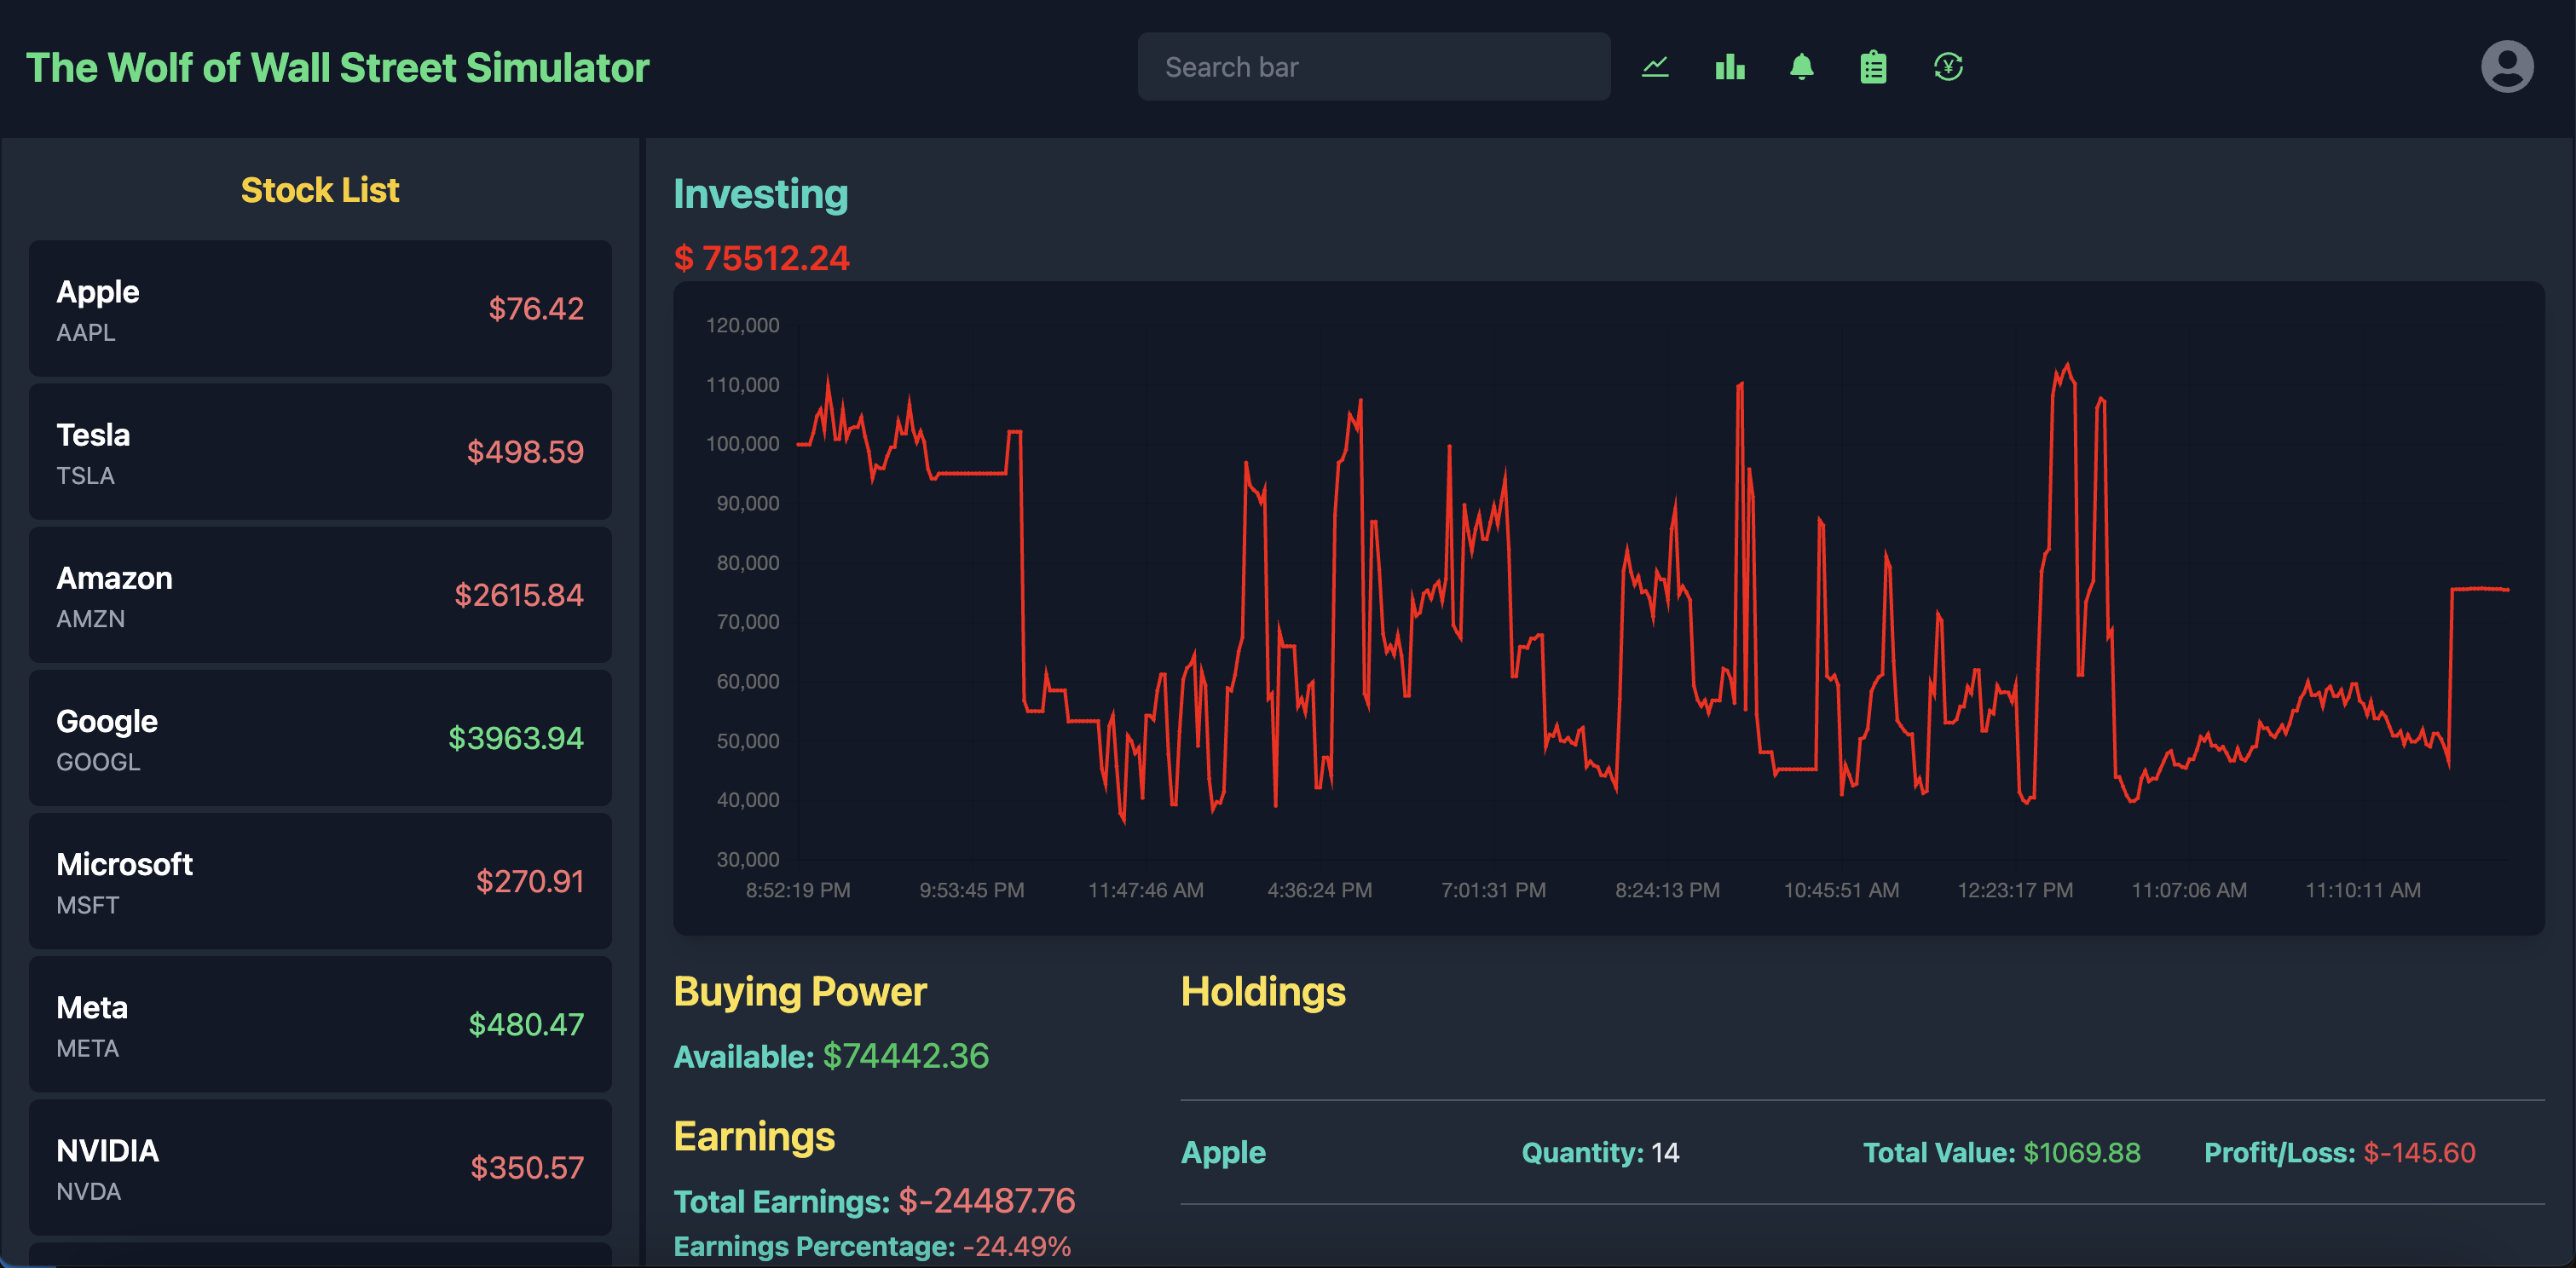 The Wolf of Wall Street Simulator
Search bar
Stock List
Apple
AAPL
$76.42
Tesla
TSLA
$498.59
Amazon
AMZN
$2615.84
Google
GOOGL
$3963.94
Microsoft
MSFT
$270.91
Meta
META
$480.47
NVIDIA
NVDA
$350.57
Investing
$ 75512.24
120,000
110,000
100,000
90,000
80,000
70,000
60,000
50,000
40,000
30,000
8:52:19 PM 9:53:45 PM 11:47:46 AM 4:36:24 PM 7:01:31 PM 8:24:13 PM 10:45:51 AM 12:23:17 PM 11:07:06 AM 11:10:11 AM
Buying Power
Available: $74442.36
Earnings
Total Earnings: $-24487.76
Earnings Percentage: -24.49%
Holdings
Apple Quantity: 14 Total Value: $1069.88 Profit/Loss: $-145.60